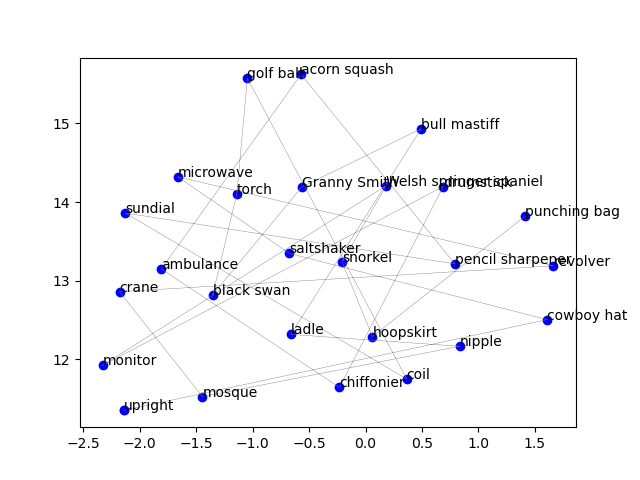 golf ball
acorn squash
bull mastiff
microwave
torch
Granny Smith
Welsh springer spaniel
drumstick
sundial
punching bag
saltshaker
snorkel
ambulance
pencil sharpener
revolver
crane
black swan
cowboy hat
ladle
hoopskirt
nipple
monitor
chiffonier
coil
upright
mosque
15
14
13
12
-2.5 -2.0 -1.5 -1.0 -0.5 0.0 0.5 1.0 1.5